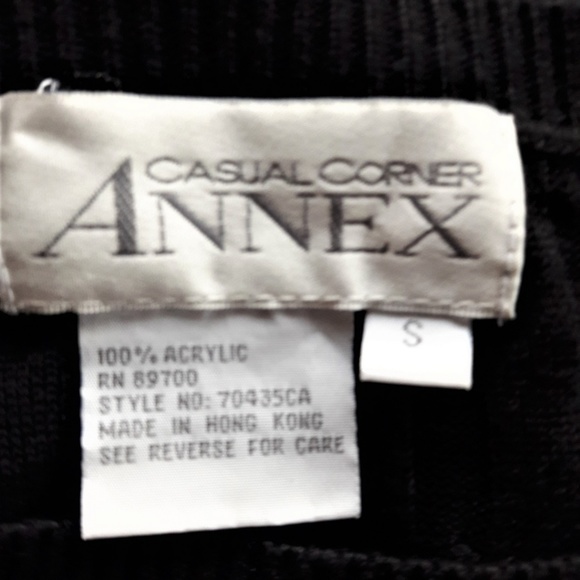 CASUAL CORNER
ANNEX
S
100% ACRYLIC
RN 89700
STYLE NO: 70435CA
MADE IN HONG KONG
SEE REVERSE FOR CARE